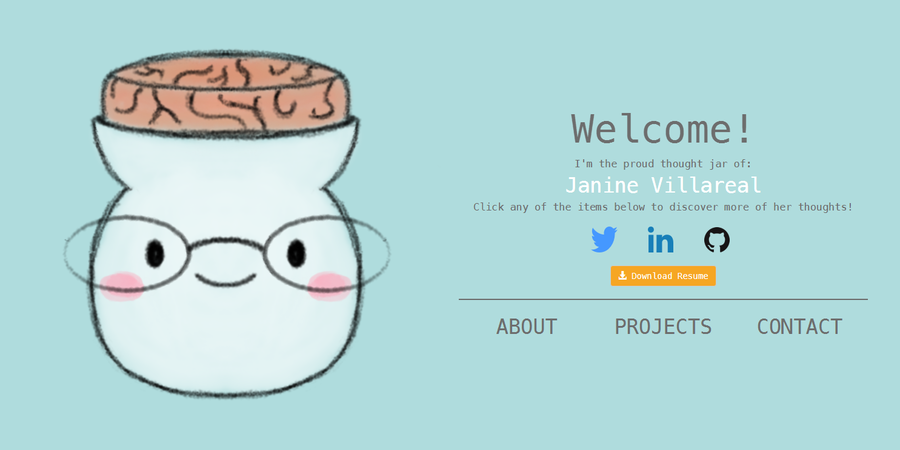 Welcome!
I'm the proud thought jar of:
Janine Villareal
Click any of the items below to discover more of her thoughts!
in
Download Resume
ABOUT PROJECTS CONTACT